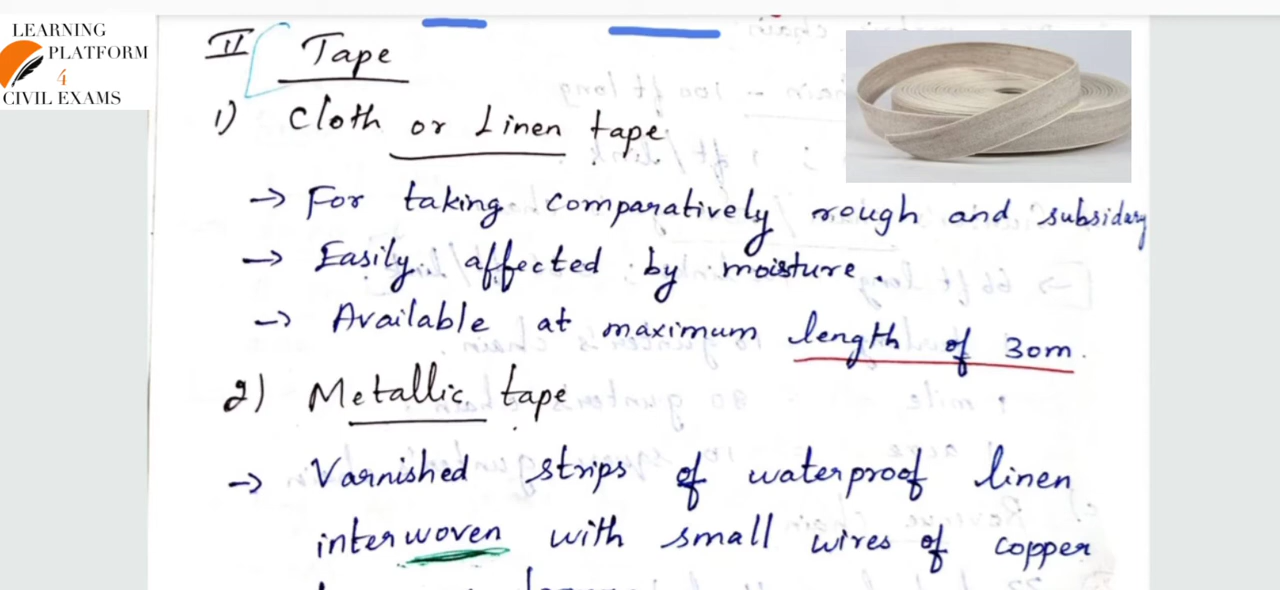 LEARNING
PLATFORM
4
CIVIL EXAMS
II Tape
1) Cloth or Linen tape
→ For taking comparatively rough and subsidary
→ Easily affected by moisture.
→ Available at maximum length of 30m.
2) Metallic tape
→ Varnished strips of waterproof linen
interwoven with small wires of copper